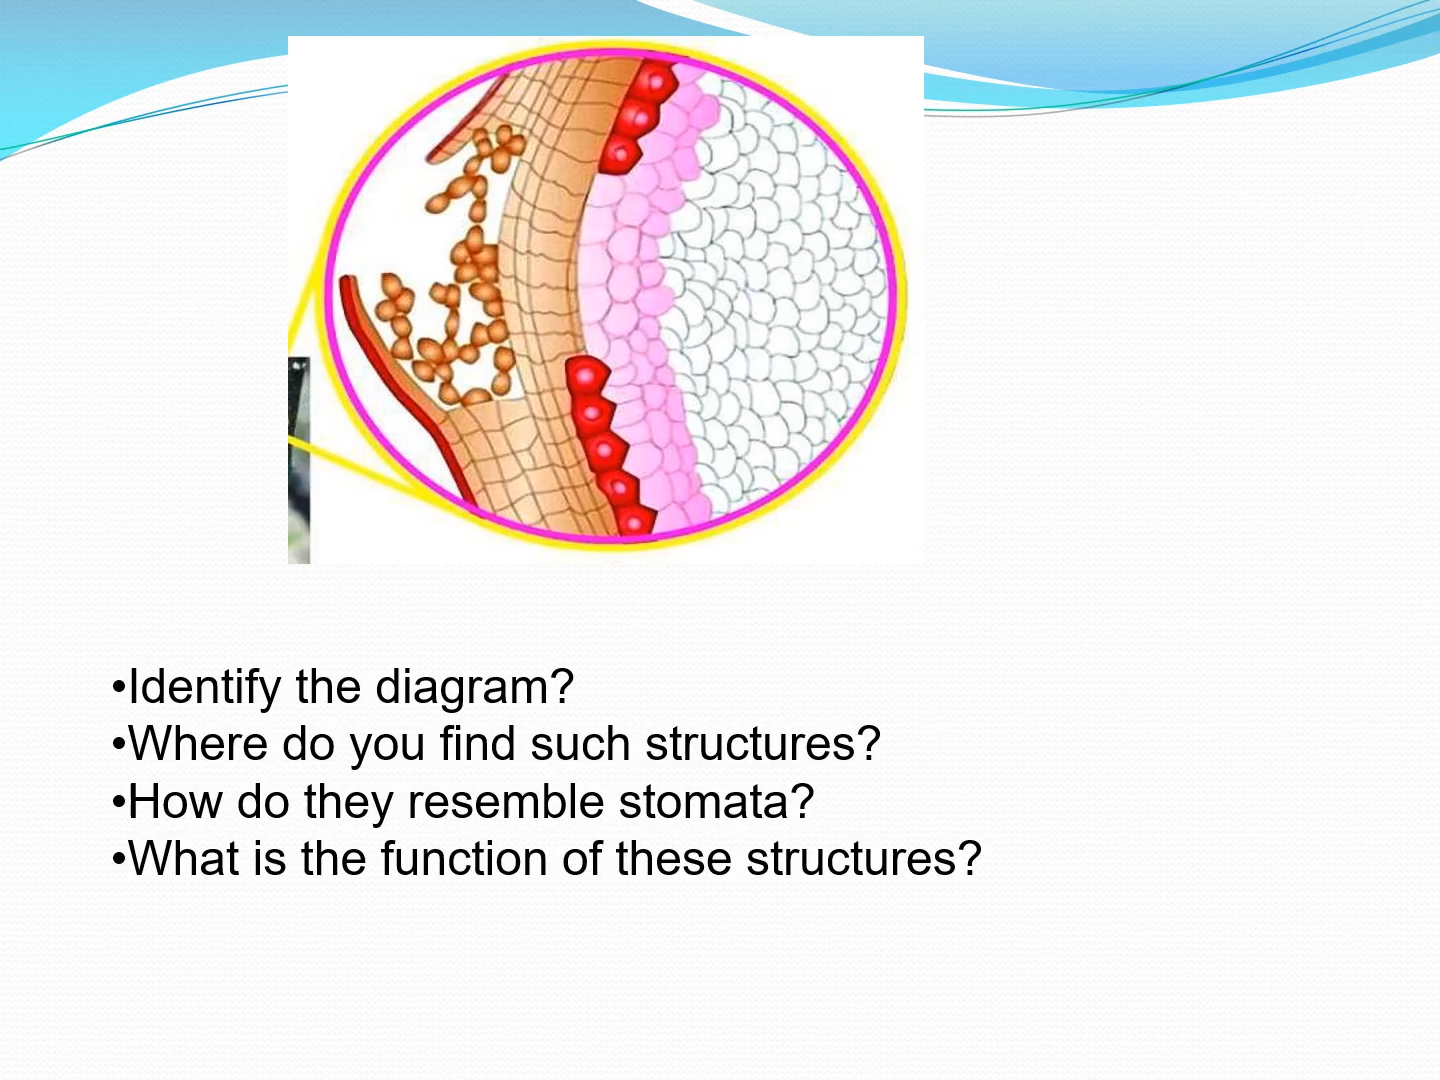 •Identify the diagram?
•Where do you find such structures?
•How do they resemble stomata?
•What is the function of these structures?